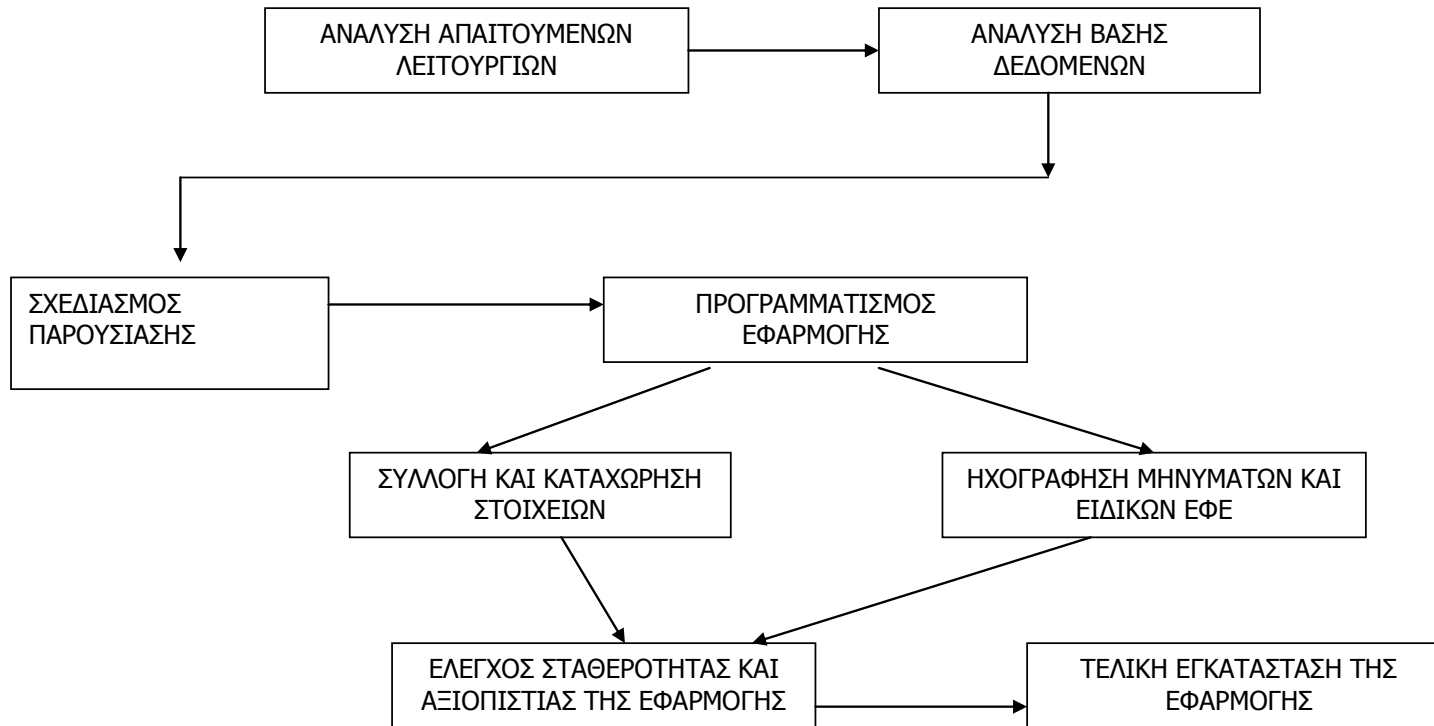 ΑΝΑΛΥΣΗ ΑΠΑΙΤΟΥΜΕΝΩΝ
ΛΕΙΤΟΥΡΓΙΩΝ
ΑΝΑΛΥΣΗ ΒΑΣΗΣ
ΔΕΔΟΜΕΝΩΝ
ΣΧΕΔΙΑΣΜΟΣ
ΠΑΡΟΥΣΙΑΣΗΣ
ΠΡΟΓΡΑΜΜΑΤΙΣΜΟΣ
ΕΦΑΡΜΟΓΗΣ
ΣΥΛΛΟΓΗ ΚΑΙ ΚΑΤΑΧΩΡΗΣΗ
ΣΤΟΙΧΕΙΩΝ
ΗΧΟΓΡΑΦΗΣΗ ΜΗΝΥΜΑΤΩΝ ΚΑΙ
ΕΙΔΙΚΩΝ ΕΦΕ
ΕΛΕΓΧΟΣ ΣΤΑΘΕΡΟΤΗΤΑΣ ΚΑΙ
ΑΞΙΟΠΙΣΤΙΑΣ ΤΗΣ ΕΦΑΡΜΟΓΗΣ
ΤΕΛΙΚΗ ΕΓΚΑΤΑΣΤΑΣΗ ΤΗΣ
ΕΦΑΡΜΟΓΗΣ